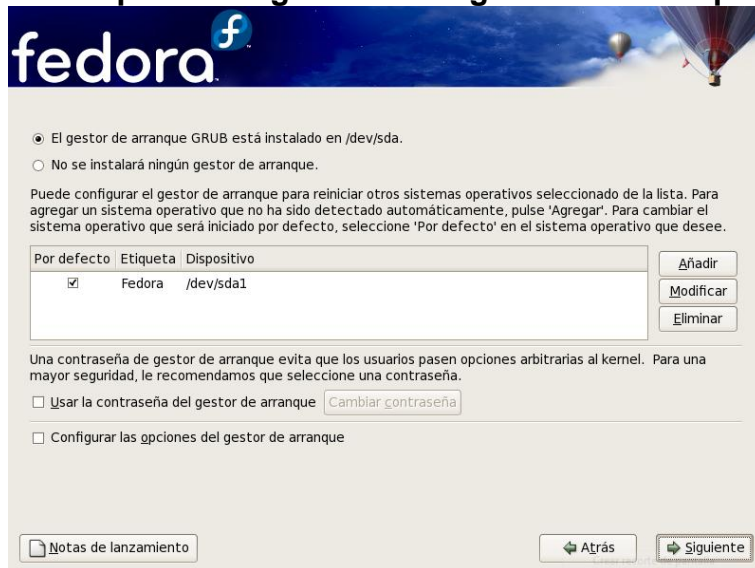 fedora
El gestor de arranque GRUB está instalado en /dev/sda.
No se instalará ningún gestor de arranque.
Puede configurar el gestor de arranque para reiniciar otros sistemas operativos seleccionado de la lista. Para
agregar un sistema operativo que no ha sido detectado automáticamente, pulse 'Agregar'. Para cambiar el
sistema operativo que será iniciado por defecto, seleccione 'Por defecto' en el sistema operativo que desee.
Por defecto Etiqueta Dispositivo
Fedora /dev/sda1
Añadir
Modificar
Eliminar
Una contraseña de gestor de arranque evita que los usuarios pasen opciones arbitrarias al kernel. Para una
mayor seguridad, le recomendamos que seleccione una contraseña.
Usar la contraseña del gestor de arranque Cambiar contraseña
Configurar las opciones del gestor de arranque
Notas de lanzamiento
Atrás
Siguiente